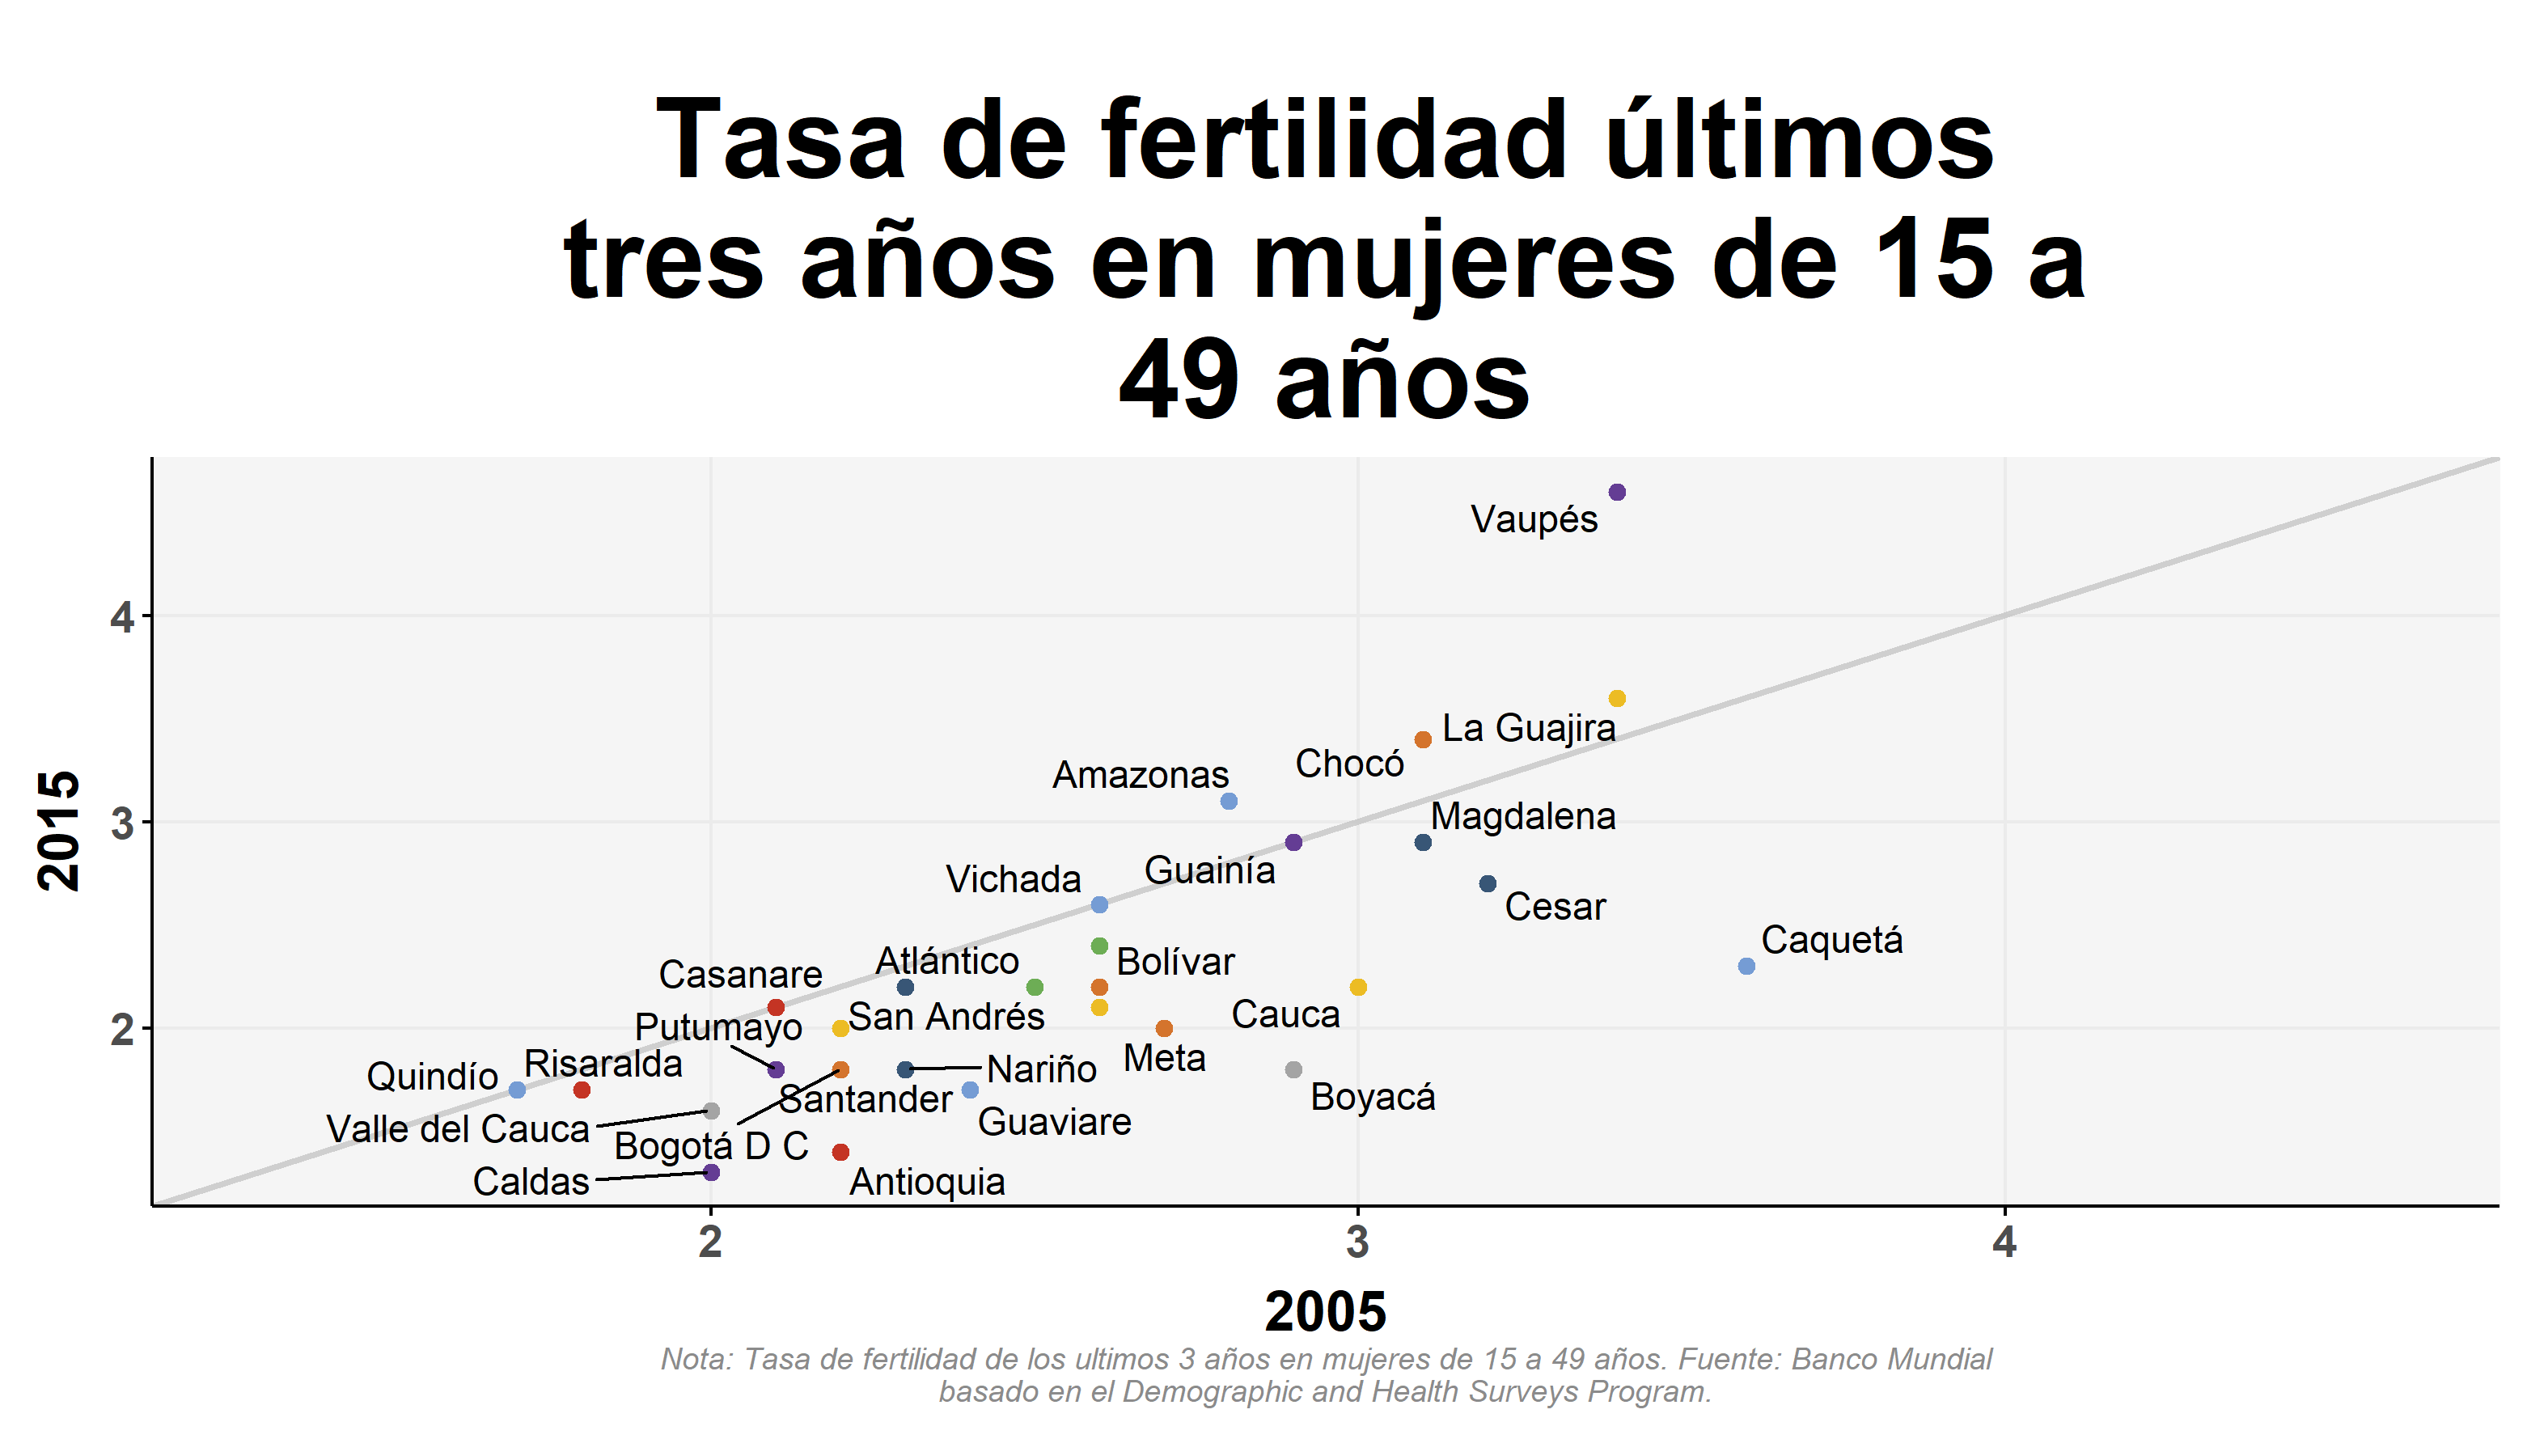 Tasa de fertilidad últimos
tres años en mujeres de 15 a
49 años
Vaupés
4
La Guajira
Chocó
Amazonas
Magdalena
3
2015
Guainía
Vichada
Cesar
Caquetá
Atlántico
Bolívar
Casanare
San Andrés
Cauca
Putumayo
2
Meta
Risaralda
Nariño
Quindío
Boyacá
Santander
Guaviare
Valle del Cauca
Bogotá D C
Caldas
Antioquia
2
3
4
2005
Nota: Tasa de fertilidad de los ultimos 3 años en mujeres de 15 a 49 años. Fuente: Banco Mundial
basado en el Demographic and Health Surveys Program.